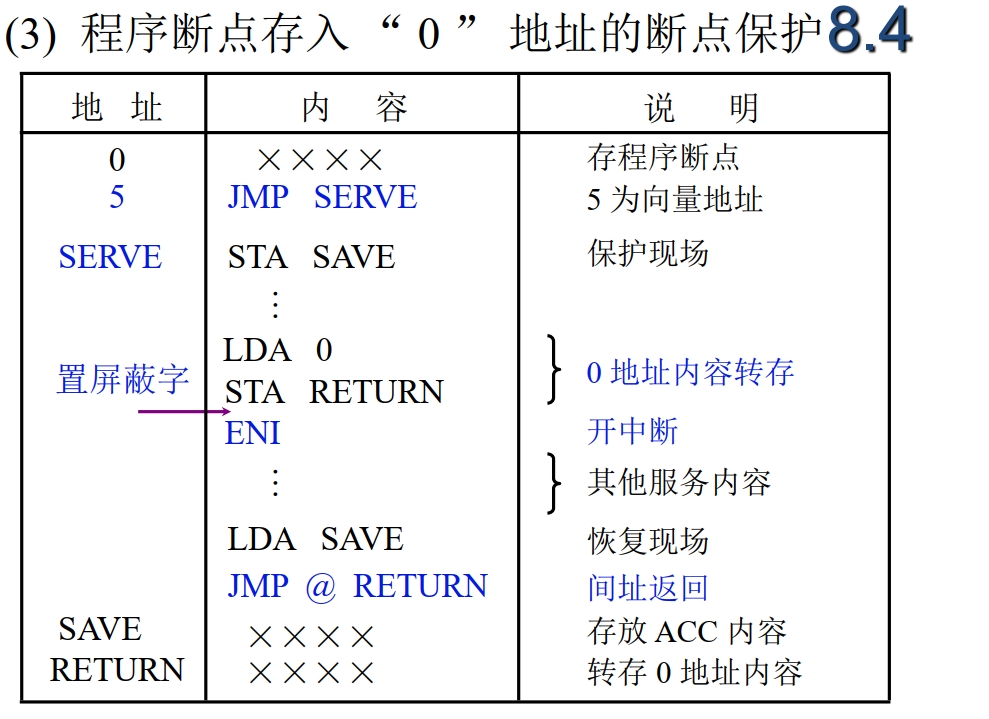 (3) 程序断点存入“ 0 ” 地址的断点保护8.4
地 址 内 容 说 明
0 ×××× 存程序断点
5 JMP SERVE 5 为向量地址
SERVE STA SAVE 保护现场
⋮
LDA 0
置屏蔽字 0 地址内容转存
STA RETURN
ENI 开中断
⋮ 其他服务内容
LDA SAVE 恢复现场
JMP @ RETURN 间址返回
SAVE ×××× 存放 ACC 内容
RETURN ×××× 转存 0 地址内容